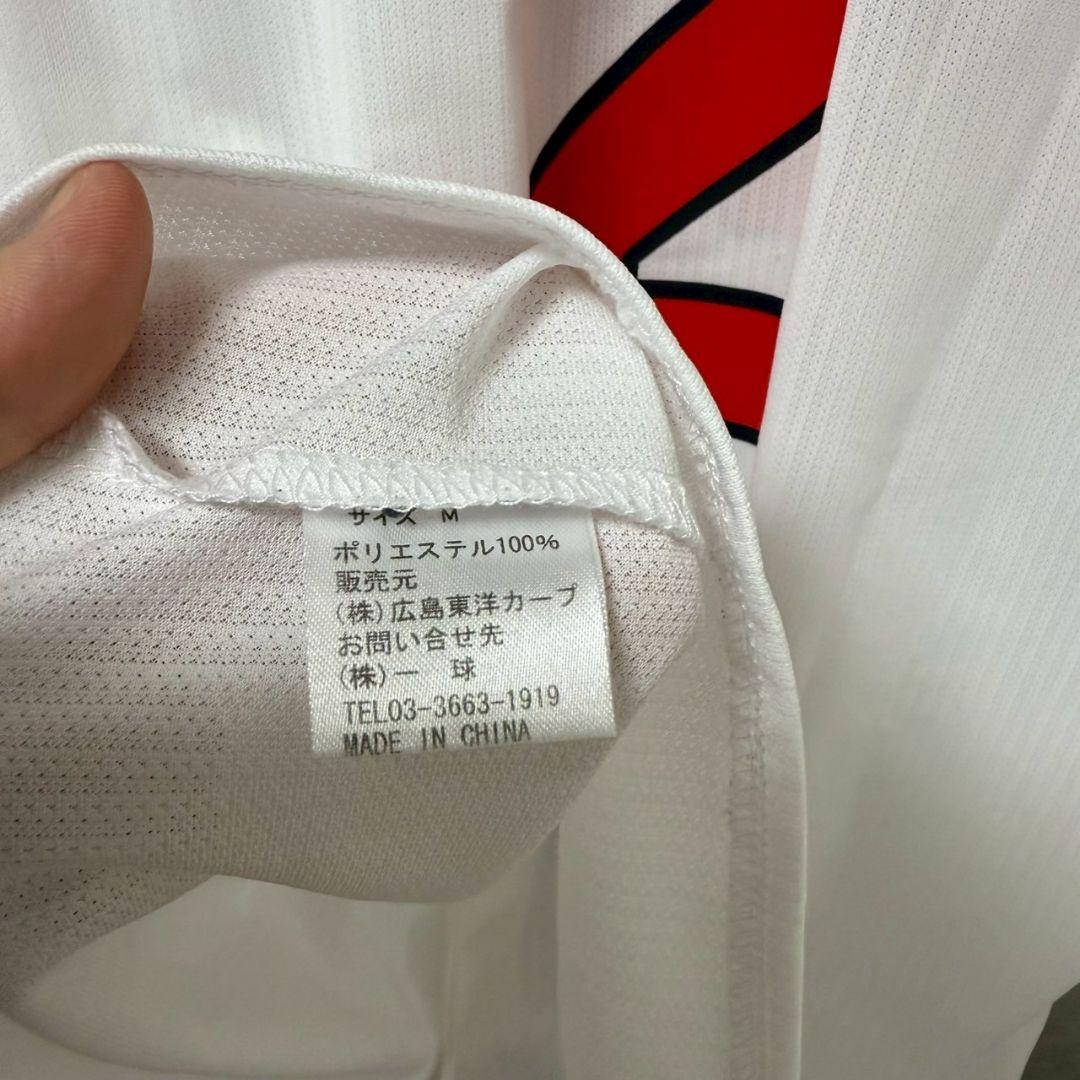 サイズ M
ポリエステル100%
販売元
(株)広島東洋カープ
お問い合せ先
(株)一 球
TEL03-3663-1919
MADE IN CHINA